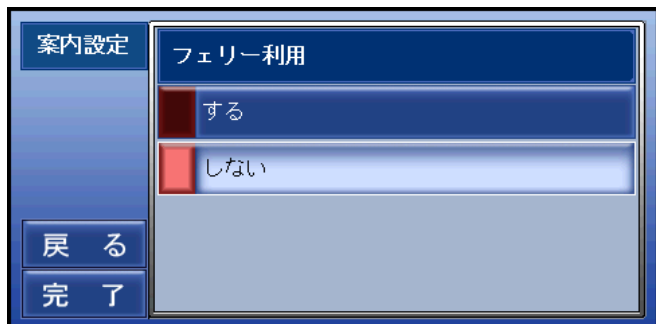 案内設定
フェリー利用
する
しない
戻 る
完 了